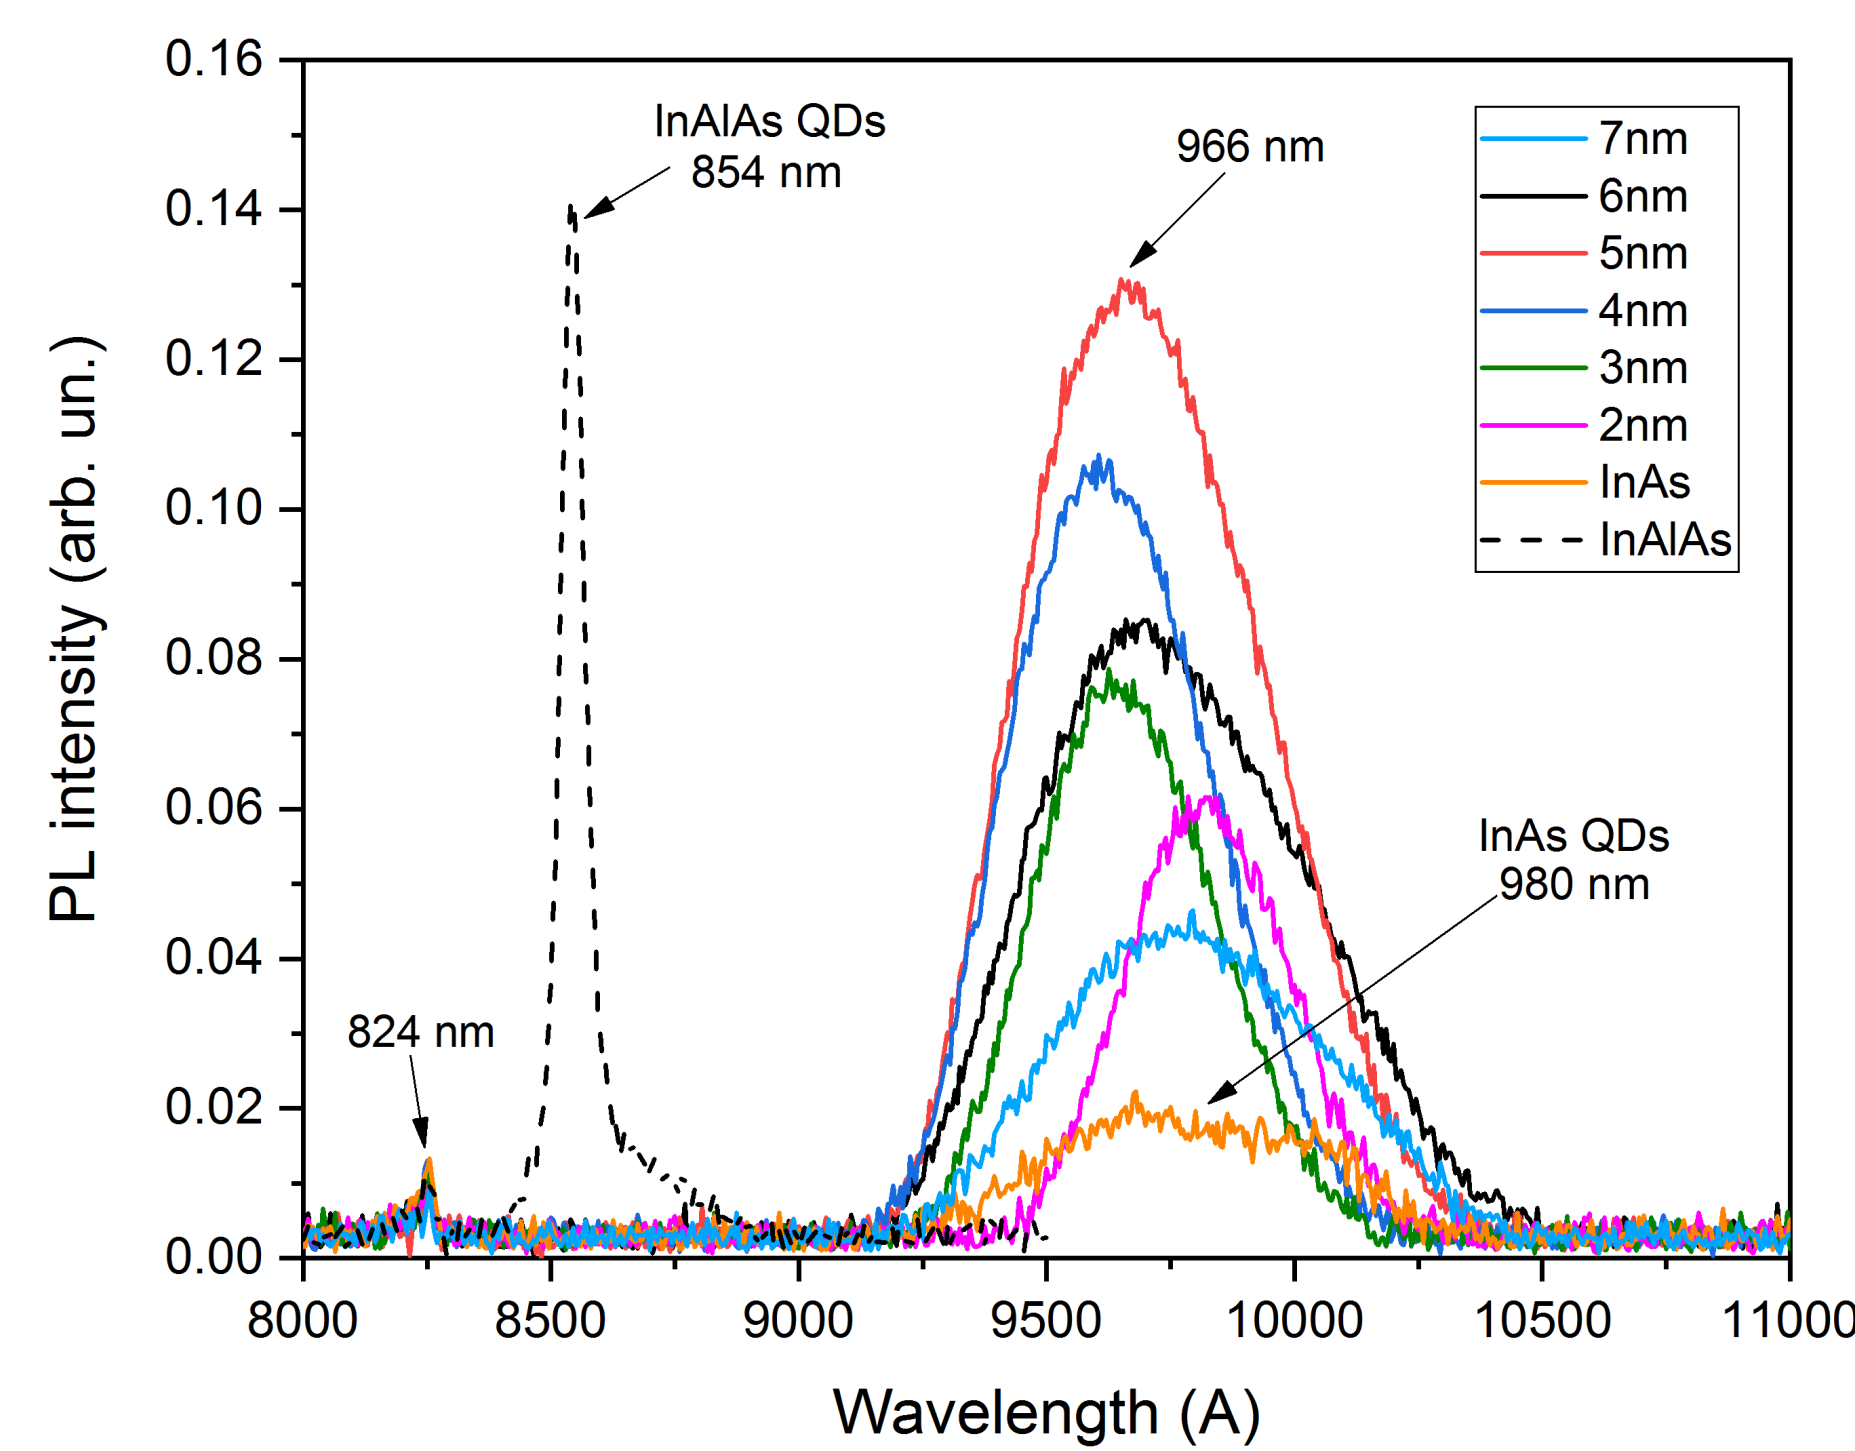 PL intensity (arb. un.)
0.16
0.14
0.12
0.10
0.08
0.06
0.04
0.02
0.00
InAlAs QDs
854 nm
966 nm
824 nm
InAs QDs
980 nm
7nm
6nm
5nm
4nm
3nm
2nm
InAs
InAlAs
8000 8500 9000 9500 10000 10500 11000
Wavelength (A)